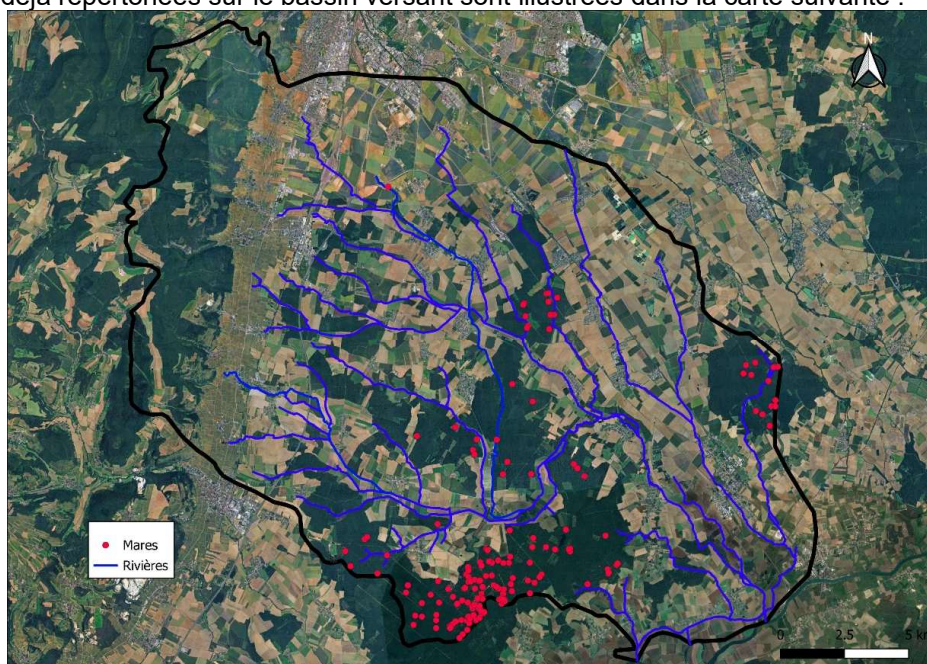 déjà répertoriées sur le bassin versant sont illustrées dans la carte suivante :
N
Mares
Rivières
0 2.5 5 km